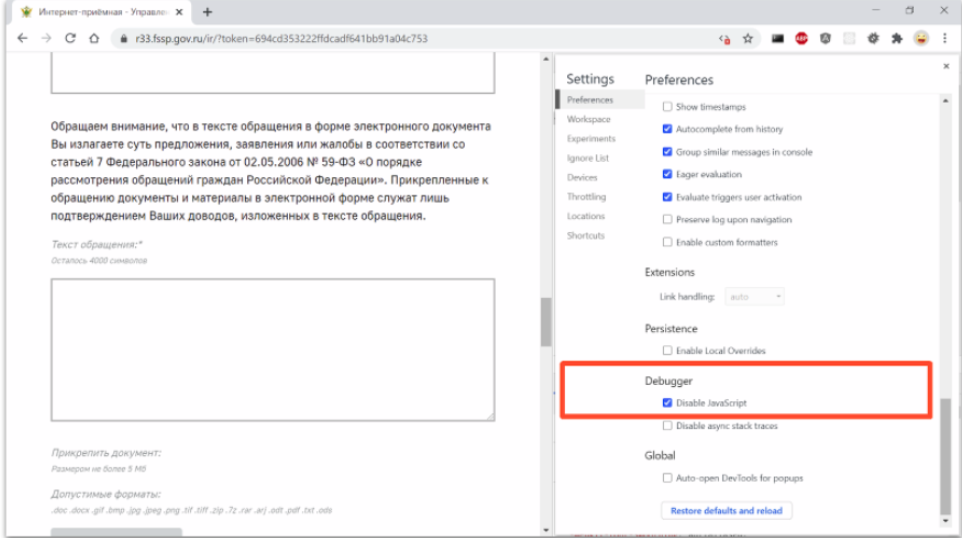 Интернет-приёмная - Управлен
r33.fssp.gov.ru/ir/?token=694cd353222ffdcadf641bb91a04c753
ABP
Обращаем внимание, что в тексте обращения в форме электронного документа
Вы излагаете суть предложения, заявления или жалобы в соответствии со
статьей 7 Федерального закона от 02.05.2006 № 59-ФЗ «О порядке
рассмотрения обращений граждан Российской Федерации». Прикрепленные к
обращению документы и материалы в электронной форме служат лишь
подтверждением Ваших доводов, изложенных в тексте обращения.
Текст обращения:*
Осталось 4000 символов
Прикрепить документ:
Размером не более 5 Мб
Допустимые форматы:
.doc .docx .gif .bmp .jpg .jpeg .png .tif .tiff .zip .7z .rar .arj .odt .pdf .txt .ods
Settings
Preferences
Workspace
Experiments
Ignore List
Devices
Throttling
Locations
Shortcuts
Preferences
Show timestamps
Autocomplete from history
Group similar messages in console
Eager evaluation
Evaluate triggers user activation
Preserve log upon navigation
Enable custom formatters
Extensions
Link handling: auto
Persistence
Enable Local Overrides
Debugger
Disable JavaScript
Disable async stack traces
Global
Auto-open DevTools for popups
Restore defaults and reload